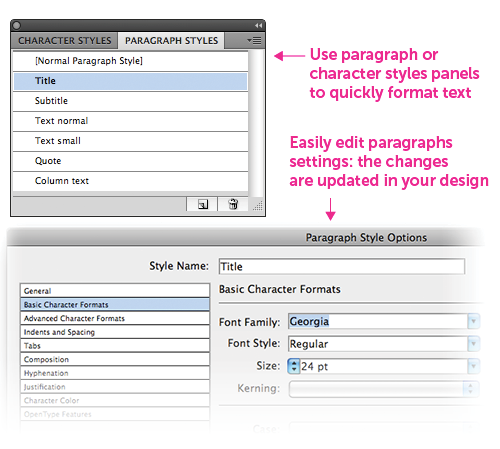 CHARACTER STYLES PARAGRAPH STYLES
[Normal Paragraph Style]
Title
Subtitle
Text normal
Text small
Quote
Column text
Use paragraph or
character styles panels
to quickly format text
Easily edit paragraphs
settings: the changes
are updated in your design
Paragraph Style Options
Style Name: Title
General
Basic Character Formats
Advanced Character Formats
Indents and Spacing
Tabs
Composition
Hyphenation
Justification
Character Color
OpenType Features
Basic Character Formats
Font Family: Georgia
Font Style: Regular
Size: 24 pt
Kerning:
Case: